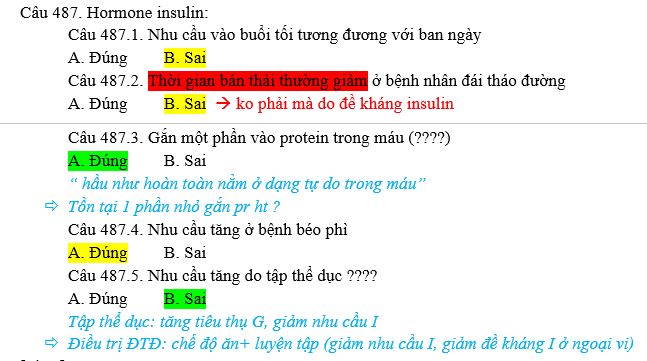 Câu 487. Hormone insulin:
Câu 487.1. Nhu cầu vào buổi tối tương đương với ban ngày
A. Đúng B. Sai
Câu 487.2. Thời gian bán thải thường giảm ở bệnh nhân đái tháo đường
A. Đúng B. Sai → ko phải mà do đề kháng insulin
Câu 487.3. Gắn một phần vào protein trong máu (????)
A. Đúng B. Sai
“ hầu như hoàn toàn nằm ở dạng tự do trong máu”
⇨ Tồn tại 1 phần nhỏ gắn pr ht ?
Câu 487.4. Nhu cầu tăng ở bệnh béo phì
A. Đúng B. Sai
Câu 487.5. Nhu cầu tăng do tập thể dục ????
A. Đúng B. Sai
Tập thể dục: tăng tiêu thụ G, giảm nhu cầu I
⇨ Điều trị ĐTĐ: chế độ ăn+ luyện tập (giảm nhu cầu I, giảm đề kháng I ở ngoại vi)